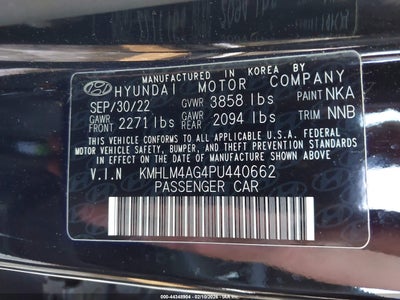 MANUFACTURED IN KOREA BY
HYUNDAI MOTOR COMPANY
SEP/30/22 GVWR 3858 lbs PAINT NKA
GAWR FRONT 2271 lbs GAWR REAR 2094 lbs TRIM NNB
THIS VEHICLE CONFORMS TO ALL APPLICABLE U.S.A. FEDERAL
MOTOR VEHICLE SAFETY, BUMPER, AND THEFT PREVENTION
STANDARDS IN EFFECT ON THE DATE OF MANUFACTURE
SHOWN ABOVE.
V.I.N KMHLM4AG4PU440662
PASSENGER CAR